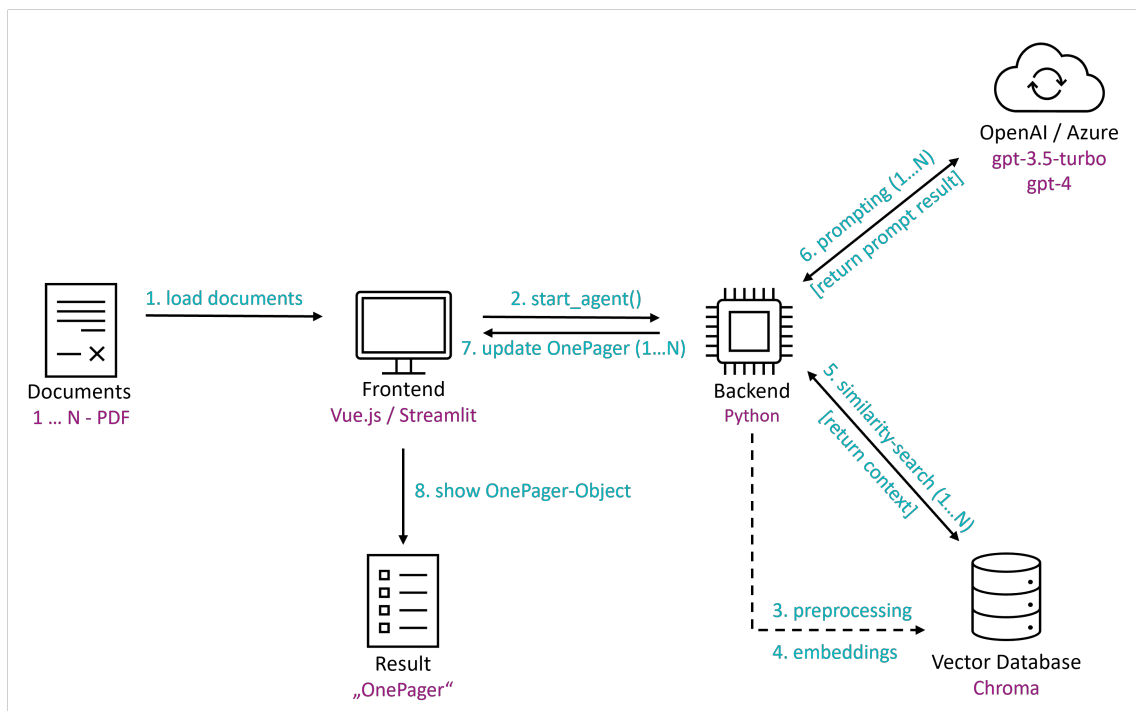 OpenAI / Azure
gpt-3.5-turbo
gpt-4
6. prompting (1...N)
[return prompt result]
1. load documents
2. start_agent()
7. update OnePager (1...N)
Documents
1 ... N - PDF
Frontend
Vue.js / Streamlit
Backend
Python
5. similarity-search (1...N)
[return context]
8. show OnePager-Object
3. preprocessing
4. embeddings
Result
„OnePager“
Vector Database
Chroma